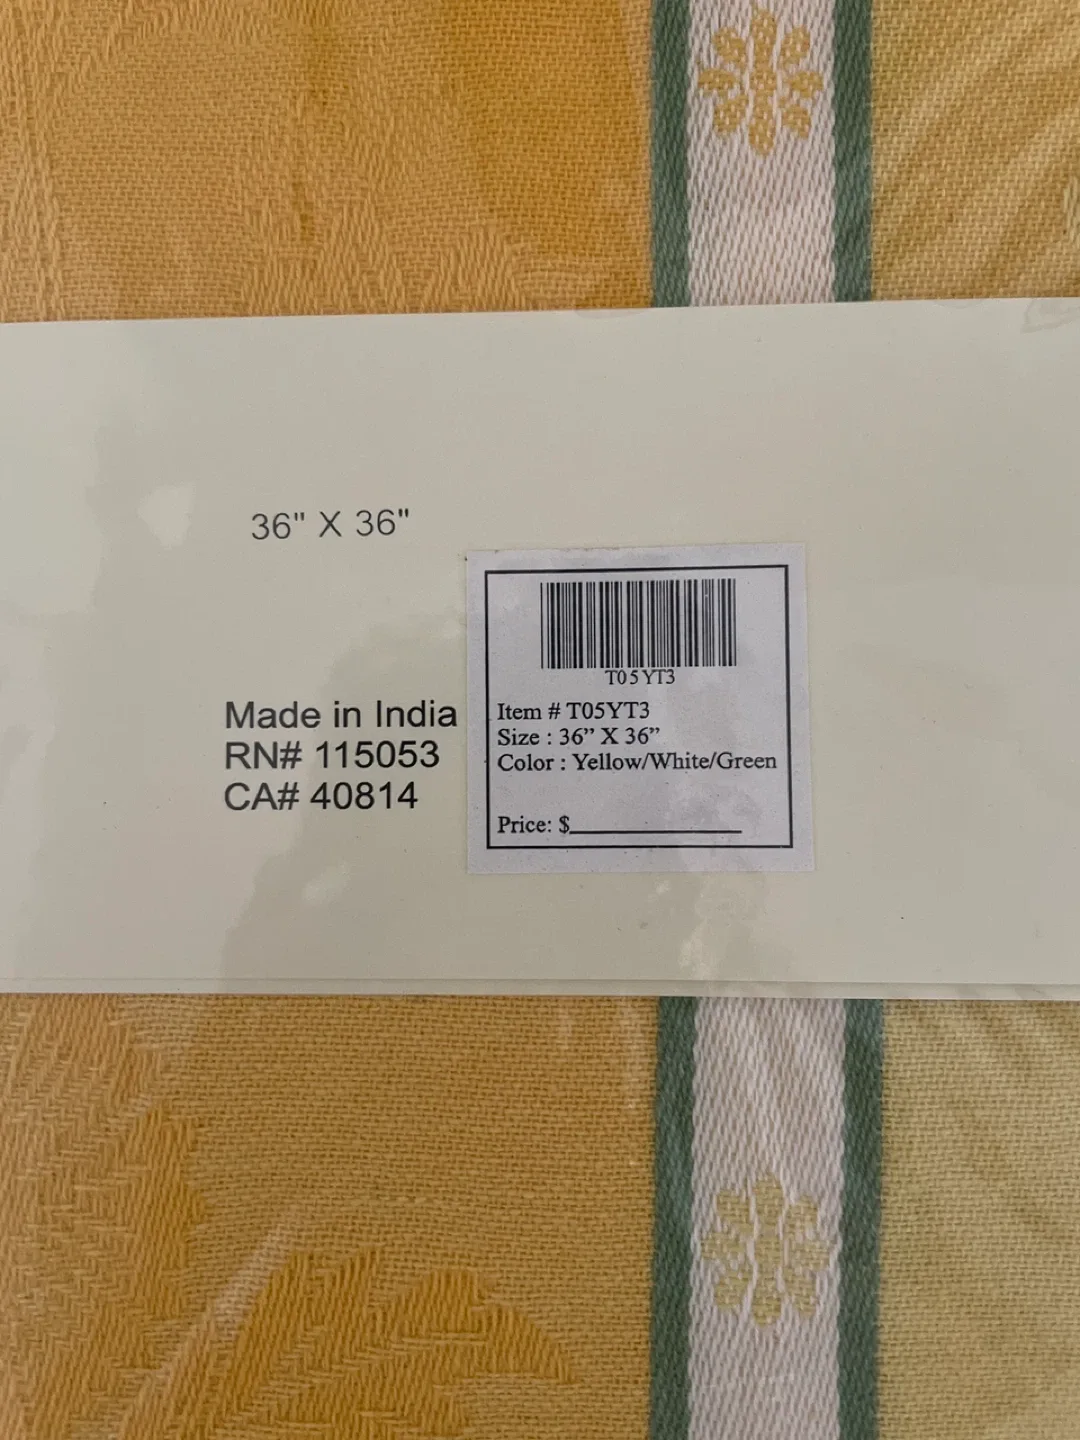 36" X 36"
Made in India
RN# 115053
CA# 40814
T05YT3
Item # T05YT3
Size : 36” X 36”
Color : Yellow/White/Green
Price: $______________